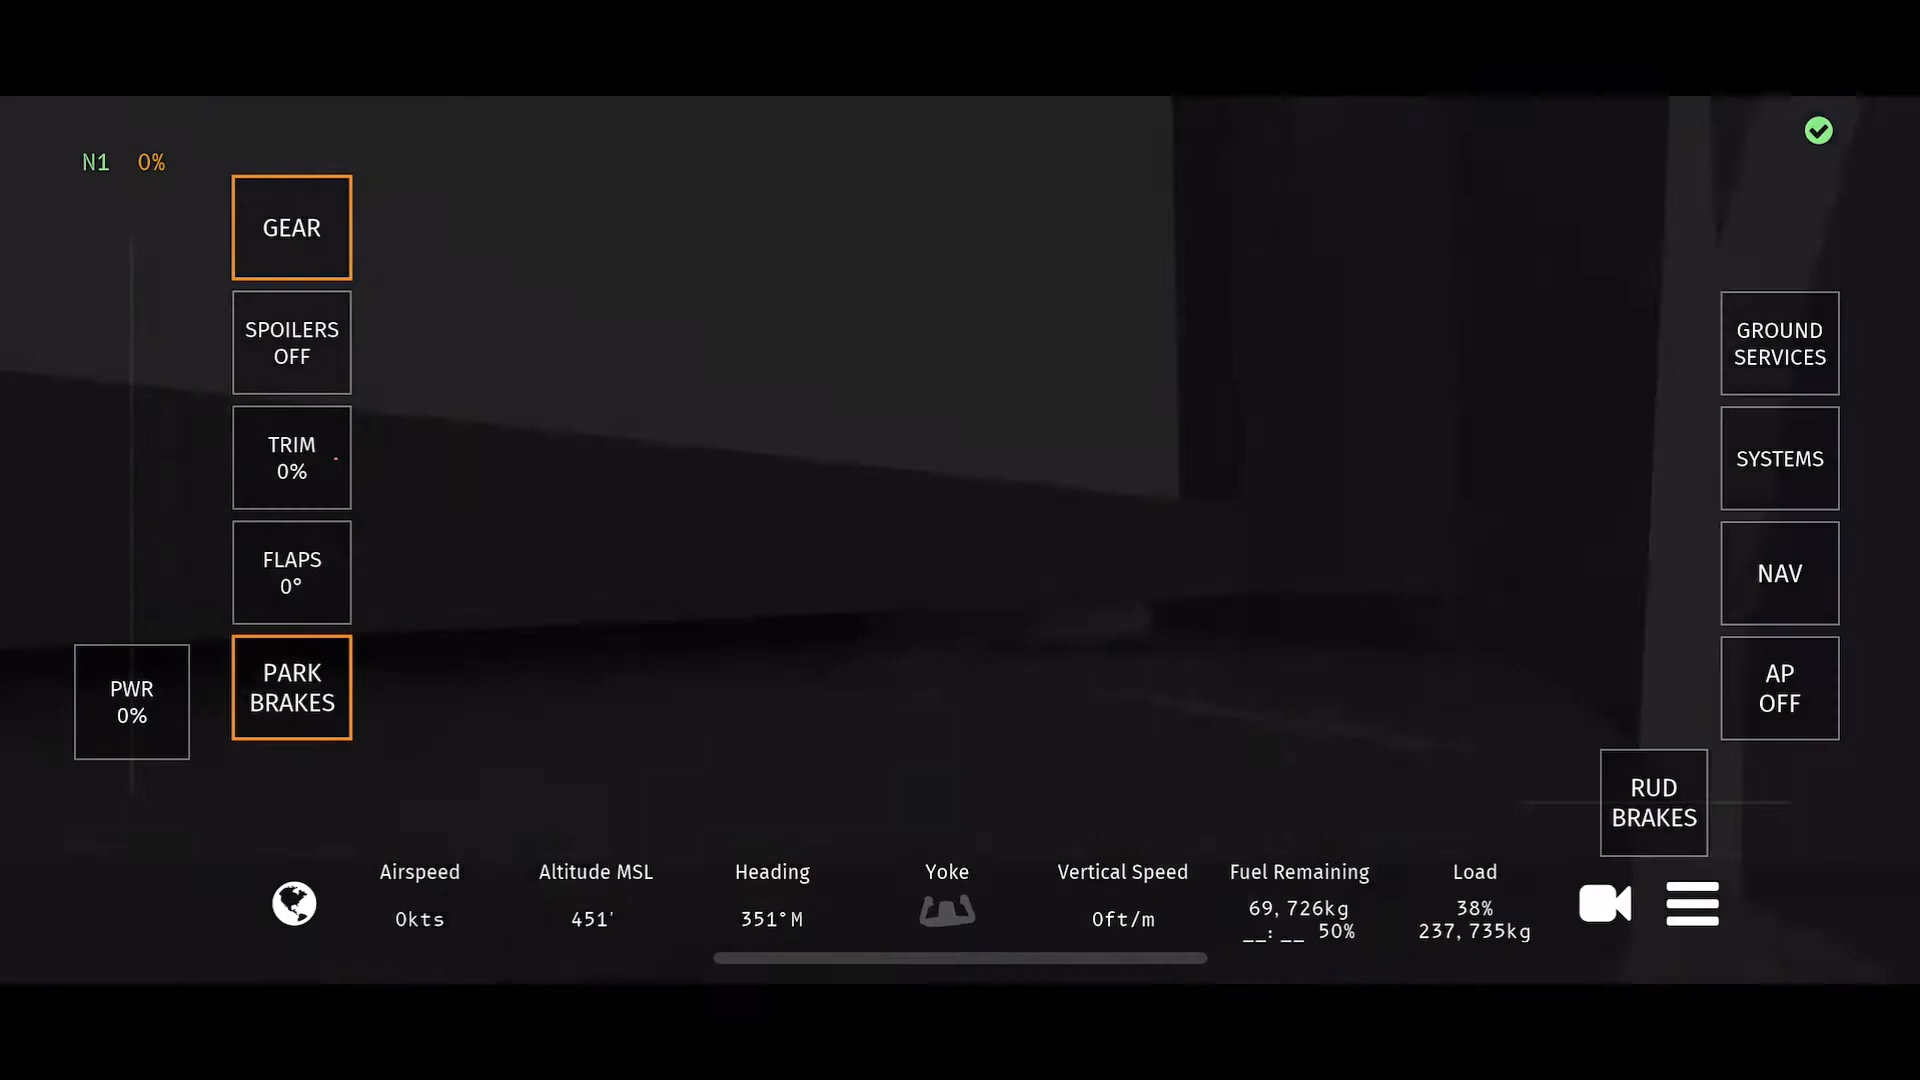 N1 0%
GEAR
SPOILERS
OFF
TRIM
0%
FLAPS
0°
PARK
BRAKES
PWR
0%
GROUND
SERVICES
SYSTEMS
NAV
AP
OFF
RUD
BRAKES
Airspeed
0kts
Altitude MSL
451'
Heading
351°M
Yoke
Vertical Speed
0ft/m
Fuel Remaining
69,726kg
__:__ 50%
Load
38%
237,735kg